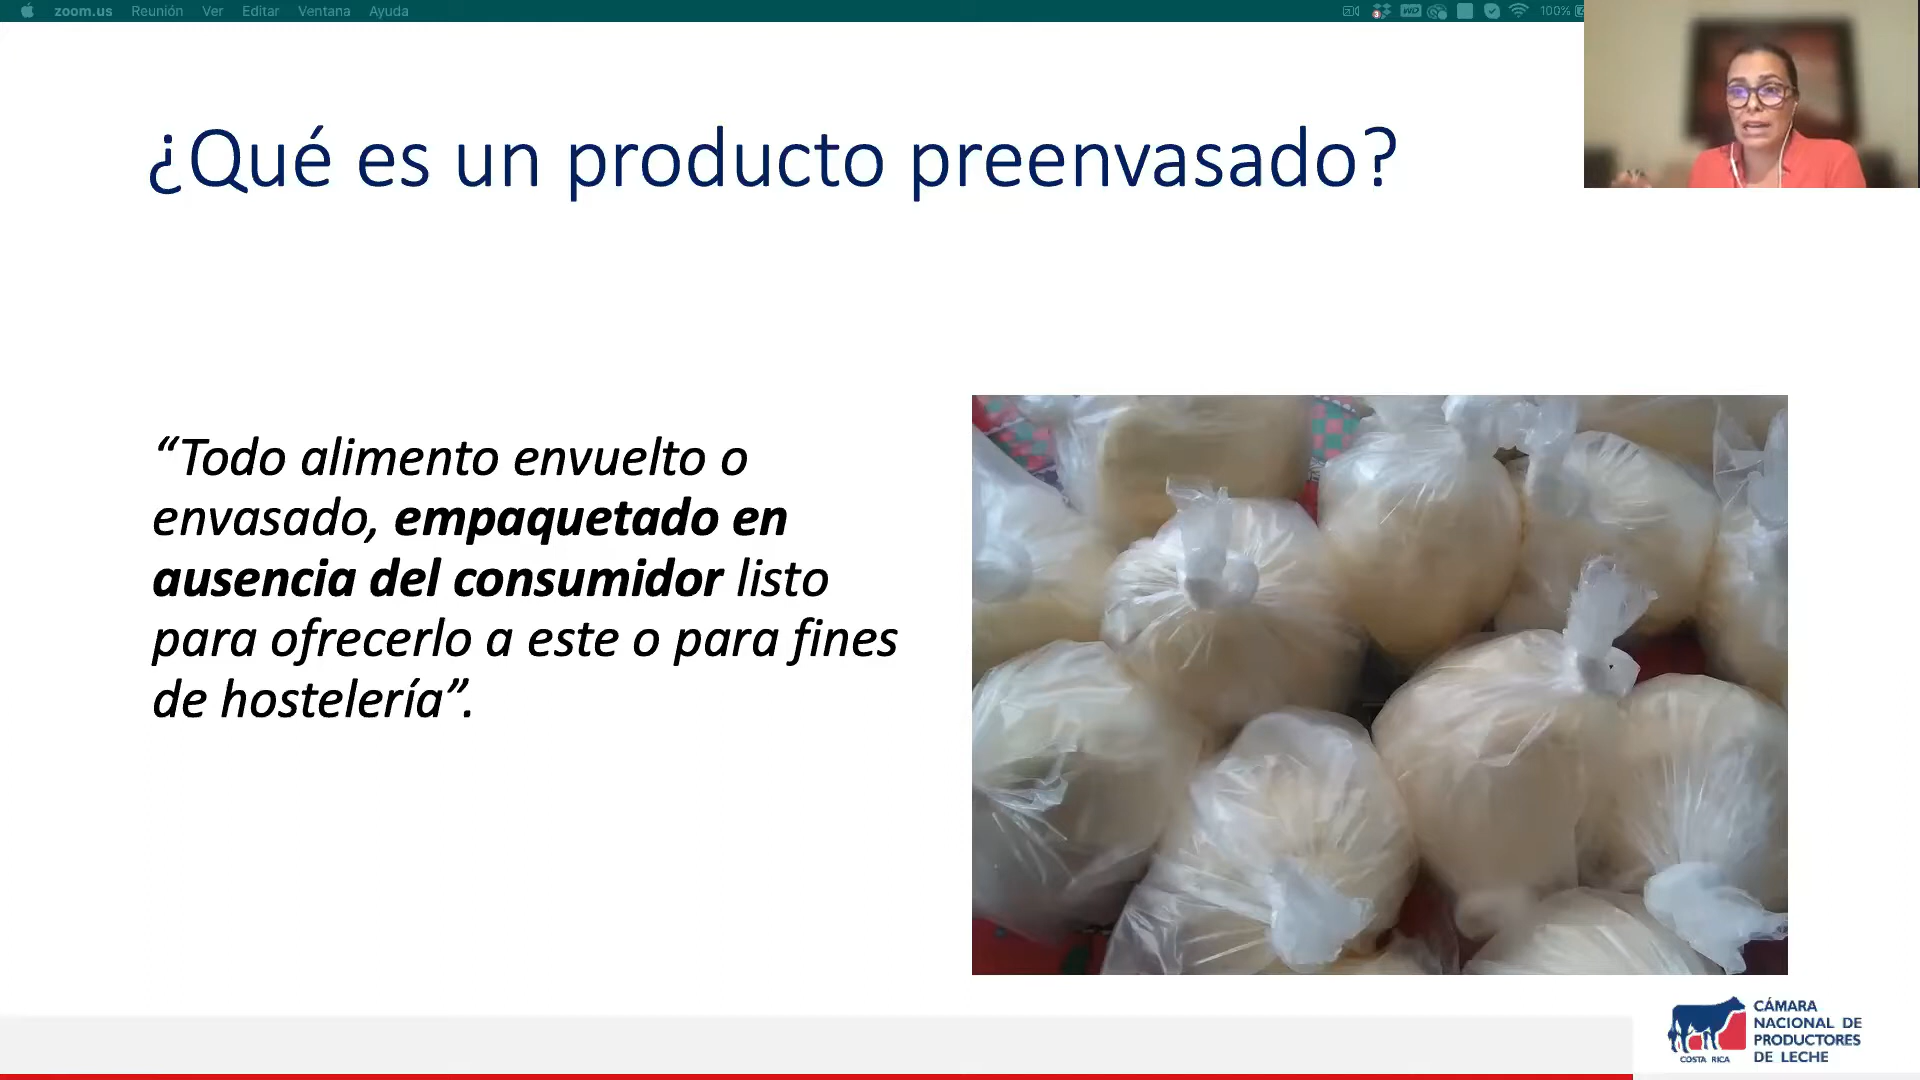 zoom.us Reunión Ver Editar Ventana Ayuda
100%
¿Qué es un producto preenvasado?
“Todo alimento envuelto o
envasado, empaquetado en
ausencia del consumidor listo
para ofrecerlo a este o para fines
de hostelería”.
CÁMARA
NACIONAL DE
PRODUCTORES
DE LECHE
COSTA RICA